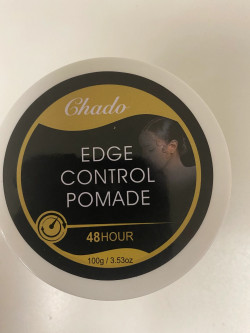 Chado
EDGE
CONTROL
POMADE
48HOUR
100g / 3.53oz